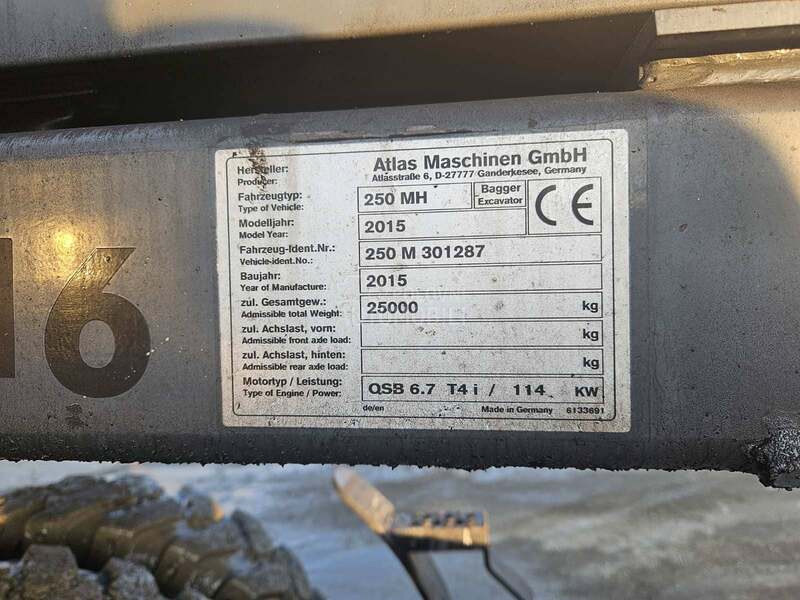 16
Hersteller: Atlas Maschinen GmbH
Producer: Atlasstraße 6, D-27777 Ganderkesee, Germany
Fahrzeugtyp: 250 MH Bagger
Type of Vehicle: Excavator
CE
Modelljahr: 2015
Model Year:
Fahrzeug-Ident.Nr.: 250 M 301287
Vehicle-ident.No.:
Baujahr: 2015
Year of Manufacture:
zül. Gesamtgew.: 25000 kg
Admissible total Weight:
zul. Achslast, vorn: kg
Admissible front axle load:
zul. Achslast, hinten: kg
Admissible rear axle load:
Motortyp / Leistung: QSB 6.7 T4i / 114 KW
Type of Engine / Power:
de/en Made in Germany 6133691